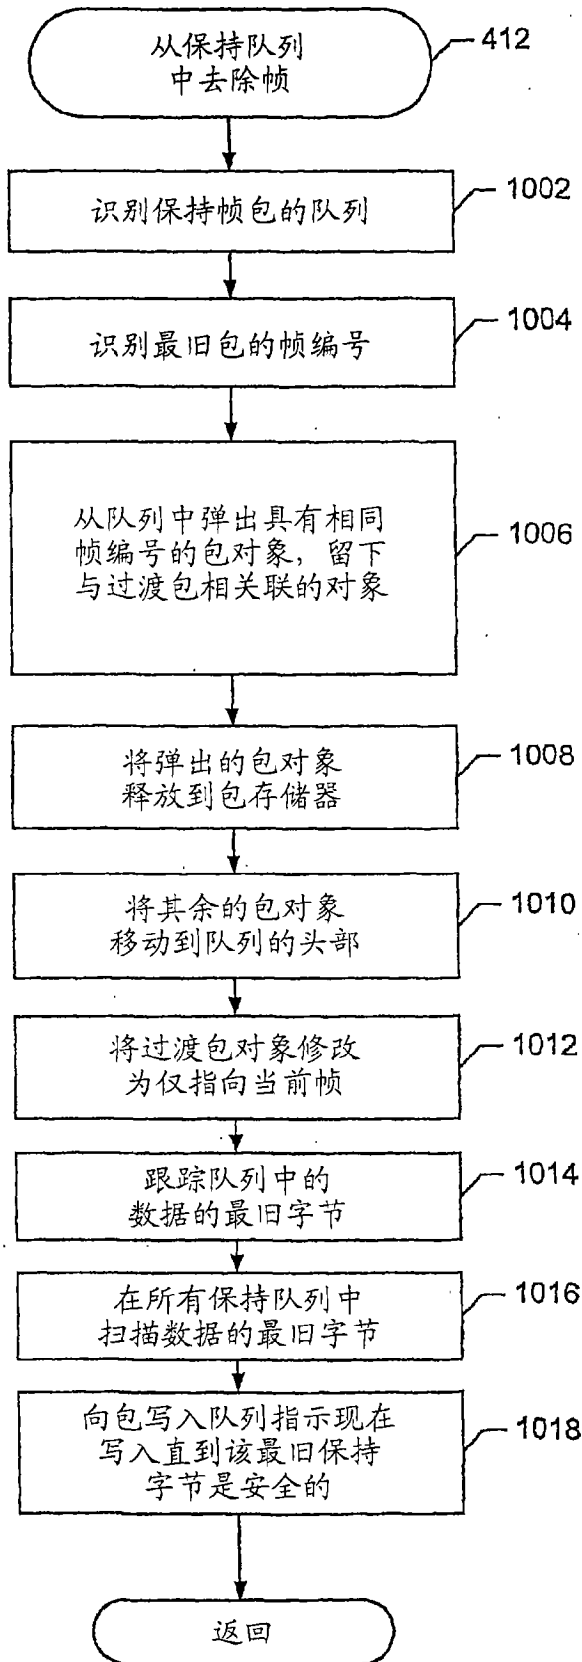 从保持队列
中去除帧
412
识别保持帧包的队列
1002
识别最旧包的帧编号
1004
从队列中弹出具有相同
帧编号的包对象，留下
与过渡包相关联的对象
1006
将弹出的包对象
释放到包存储器
1008
将其余的包对象
移动到队列的头部
1010
将过渡包对象修改
为仅指向当前帧
1012
跟踪队列中的
数据的最旧字节
1014
在所有保持队列中
扫描数据的最旧字节
1016
向包写入队列指示现在
写入直到该最旧保持
字节是安全的
1018
返回